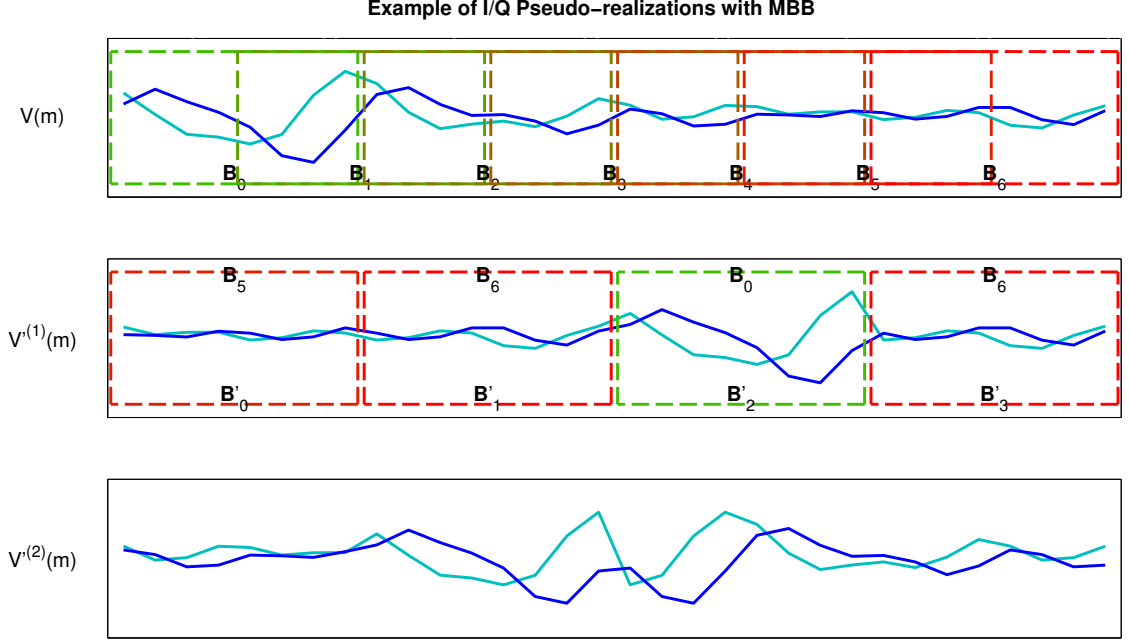 Example of I/Q Pseudo−realizations with MBB
V(m)
B0 B1 B2 B3 B4 B5 B6
B5 B6 B0 B6
V'(1)(m)
B'0 B'1 B'2 B'3
V'(2)(m)